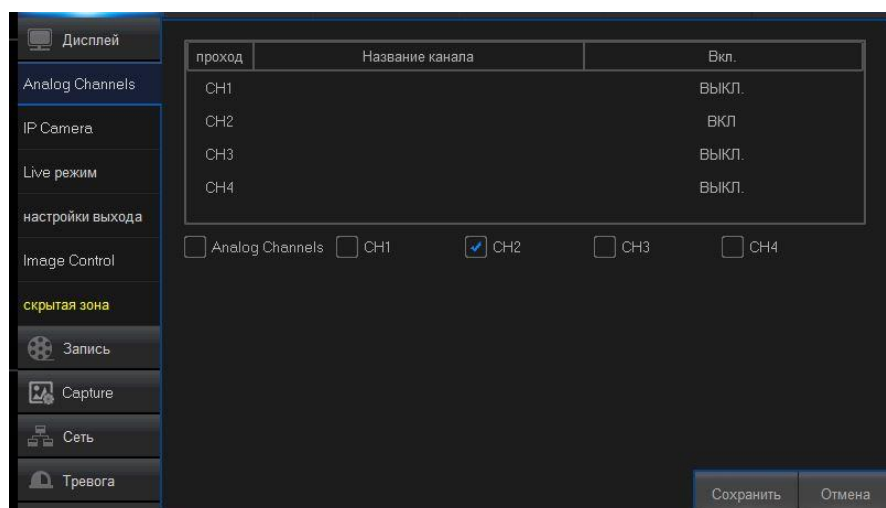 Дисплей
Analog Channels
IP Camera
Live режим
настройки выхода
Image Control
скрытая зона
Запись
Capture
Сеть
Тревога
проход Название канала Вкл.
CH1 ВЫКЛ.
CH2 ВКЛ
CH3 ВЫКЛ.
CH4 ВЫКЛ.
Analog Channels CH1 CH2 CH3 CH4
Сохранить Отмена